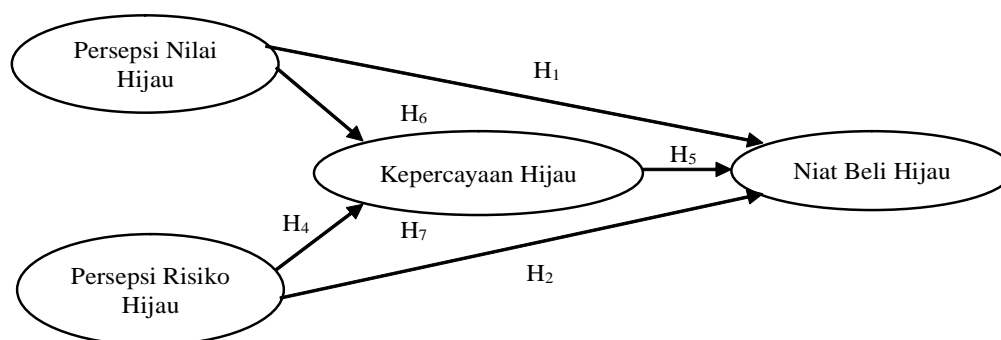 Persepsi Nilai
Hijau
H₁
H₆
Kepercayaan Hijau
H₅
Niat Beli Hijau
H₄
H₇
Persepsi Risiko
Hijau
H₂